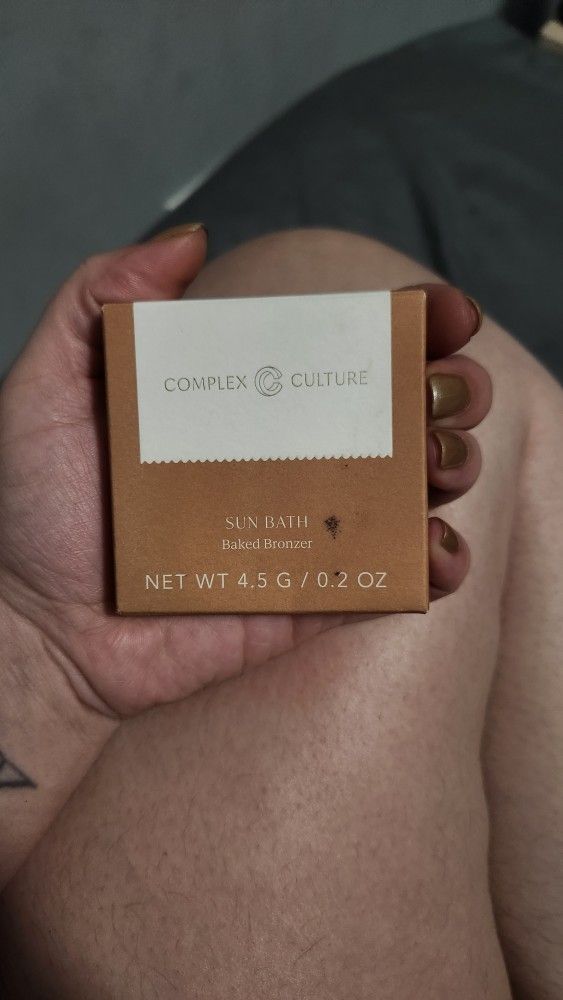 COMPLEX CULTURE
SUN BATH
Baked Bronzer
NET WT 4.5 G / 0.2 OZ